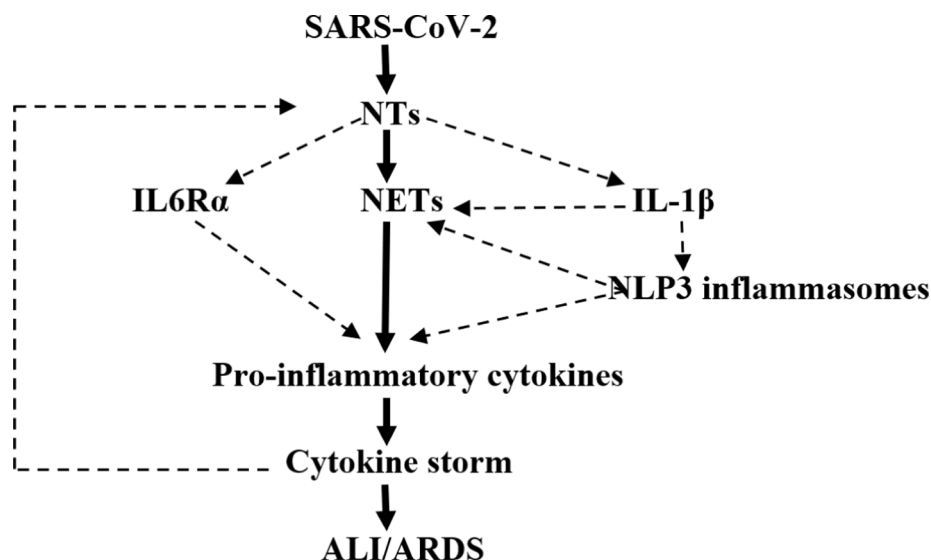 SARS-CoV-2
NTs
IL6Rα
NETs
IL-1β
NLP3 inflammasomes
Pro-inflammatory cytokines
Cytokine storm
ALI/ARDS